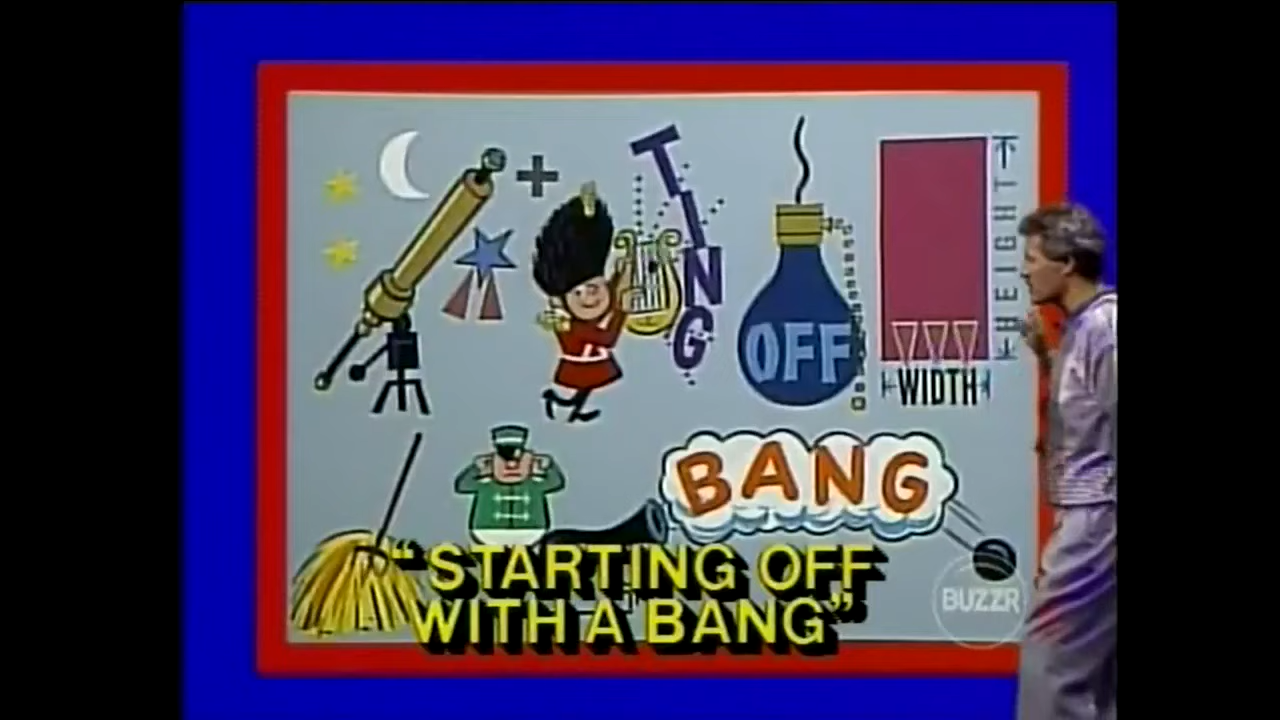 +
TING
OFF
HEIGHT
WIDTH
BANG
"STARTING OFF
WITH A BANG"
BUZZR